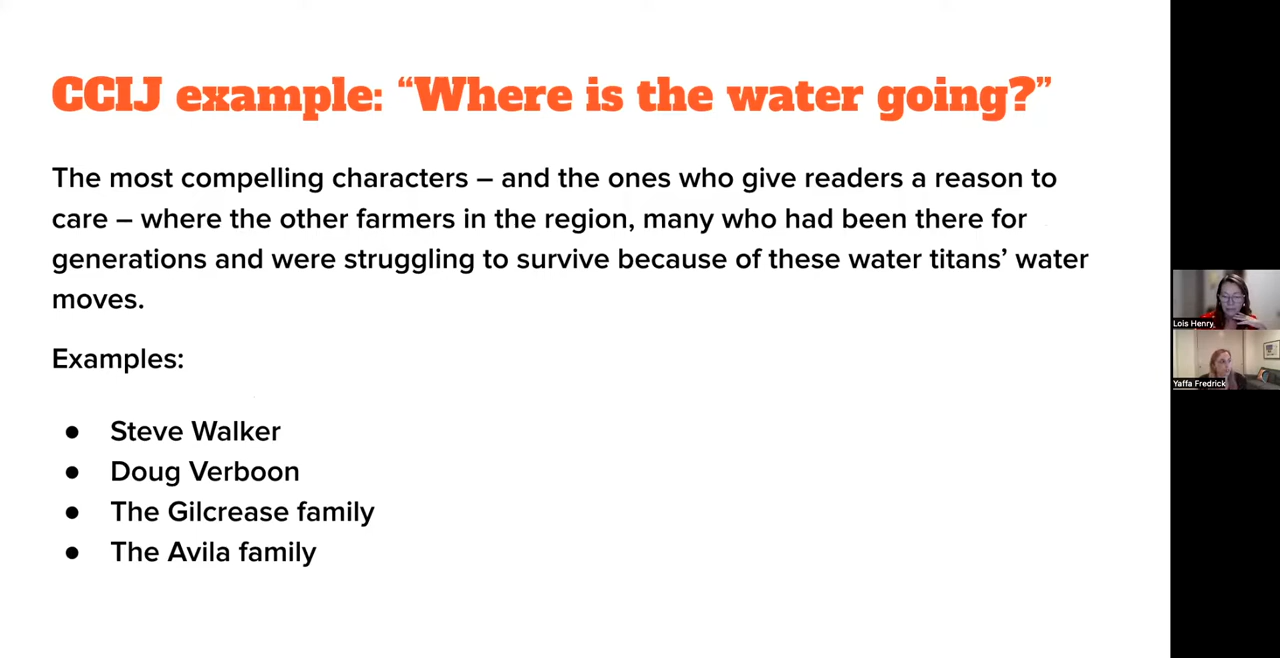 CCIJ example: “Where is the water going?”
The most compelling characters – and the ones who give readers a reason to
care – where the other farmers in the region, many who had been there for
generations and were struggling to survive because of these water titans’ water
moves.
Examples:
● Steve Walker
● Doug Verboon
● The Gilcrease family
● The Avila family
Lois Henry
Yaffa Fredrick